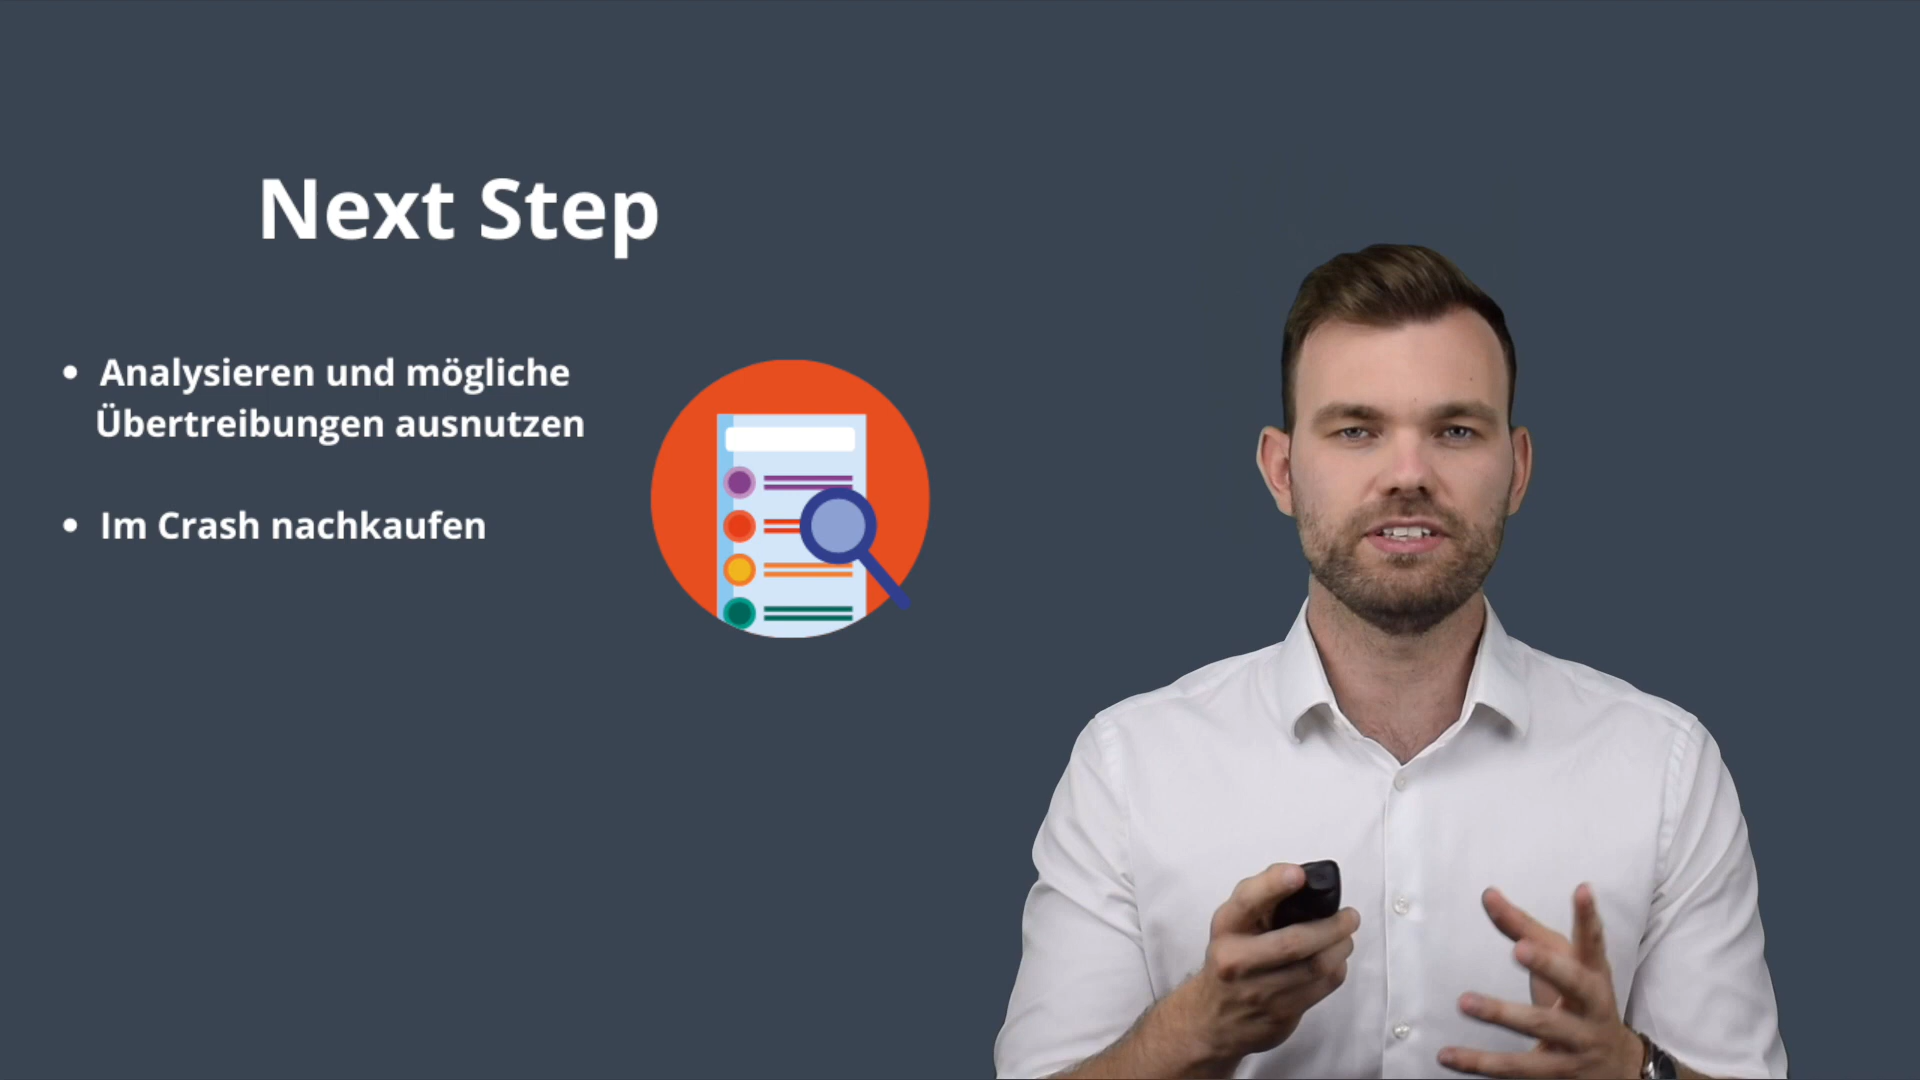 Next Step
• Analysieren und mögliche
Übertreibungen ausnutzen
• Im Crash nachkaufen